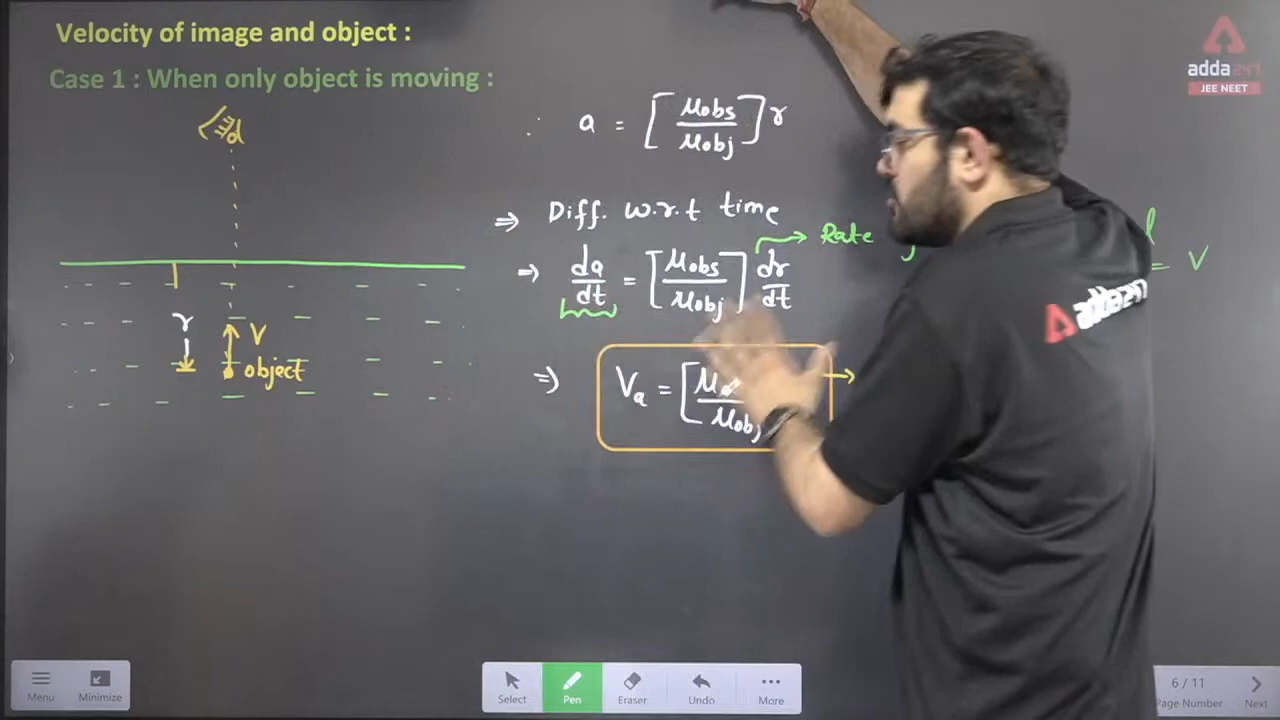 Velocity of image and object :
Case 1 : When only object is moving :
adda247
JEE NEET
∴ a = [μobs/μobj] r
⇒ Diff. w.r.t time
⇒ da/dt = [μobs/μobj] dr/dt → Rate
= V
r
V
object
⇒ Va = [μo /μobj
adda247
Menu
Minimize
Select
Pen
Eraser
Undo
More
6 / 11
Page Number
Next